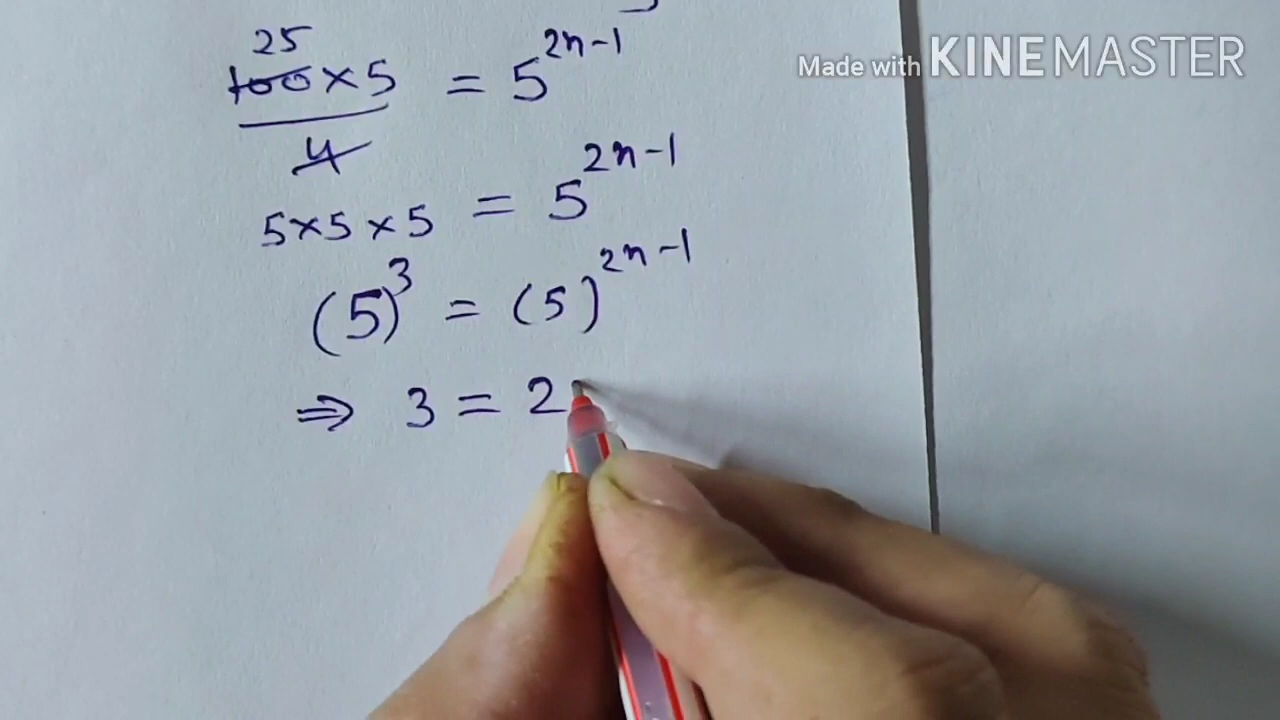 Made with KINEMASTER
25
100 × 5 / 4 = 5^{2n-1}
5×5×5 = 5^{2n-1}
(5)^3 = (5)^{2n-1}
⇒ 3 = 2